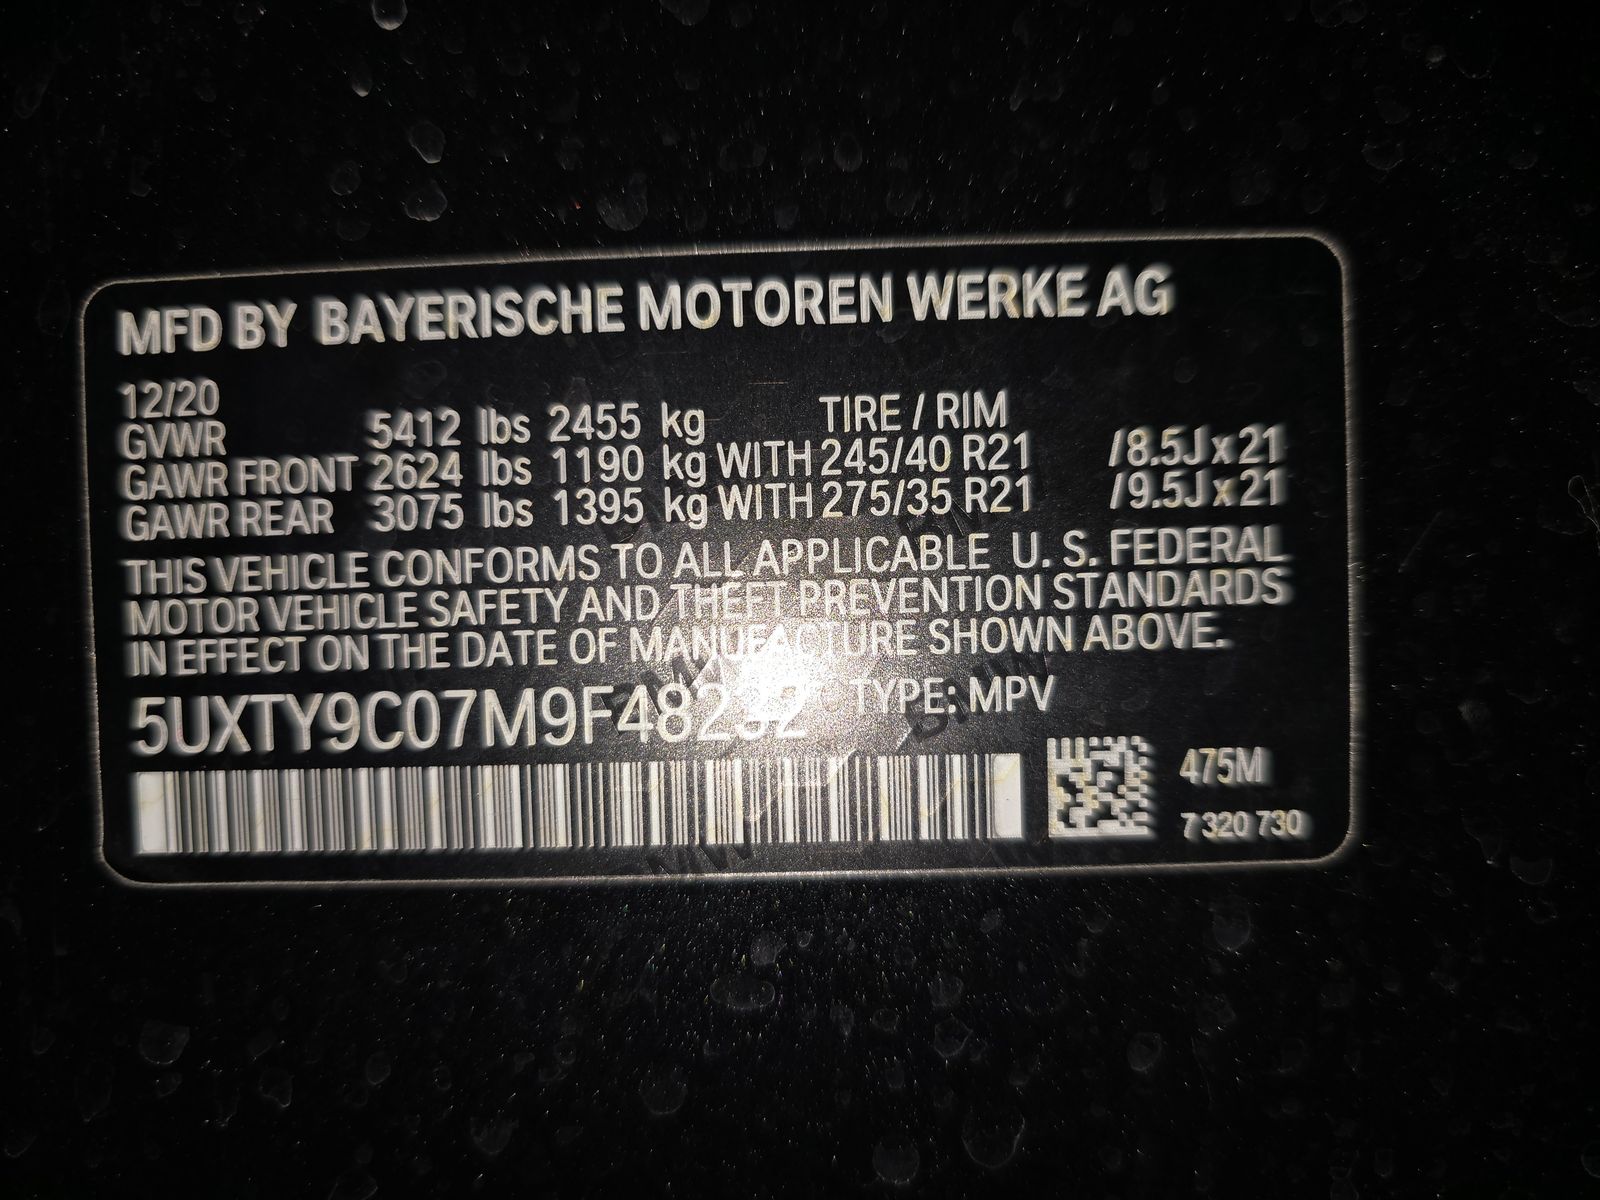 MFD BY BAYERISCHE MOTOREN WERKE AG
12/20
GVWR 5412 lbs 2455 kg TIRE / RIM
GAWR FRONT 2624 lbs 1190 kg WITH 245/40 R21 /8.5J x 21
GAWR REAR 3075 lbs 1395 kg WITH 275/35 R21 /9.5J x 21
THIS VEHICLE CONFORMS TO ALL APPLICABLE U. S. FEDERAL
MOTOR VEHICLE SAFETY AND THEFT PREVENTION STANDARDS
IN EFFECT ON THE DATE OF MANUFACTURE SHOWN ABOVE.
5UXTY9C07M9F48232 TYPE: MPV
475M
7 320 730